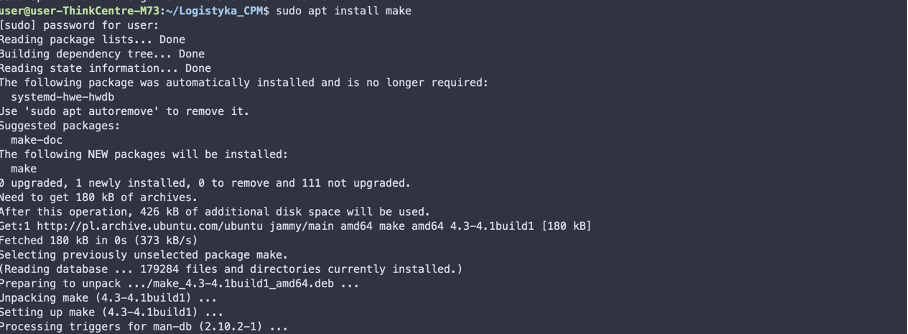 user@user-ThinkCentre-M73:~/Logistyka_CPM$ sudo apt install make
[sudo] password for user:
Reading package lists... Done
Building dependency tree... Done
Reading state information... Done
The following package was automatically installed and is no longer required:
  systemd-hwe-hwdb
Use 'sudo apt autoremove' to remove it.
Suggested packages:
  make-doc
The following NEW packages will be installed:
  make
0 upgraded, 1 newly installed, 0 to remove and 111 not upgraded.
Need to get 180 kB of archives.
After this operation, 426 kB of additional disk space will be used.
Get:1 http://pl.archive.ubuntu.com/ubuntu jammy/main amd64 make amd64 4.3-4.1build1 [180 kB]
Fetched 180 kB in 0s (373 kB/s)
Selecting previously unselected package make.
(Reading database ... 179284 files and directories currently installed.)
Preparing to unpack .../make_4.3-4.1build1_amd64.deb ...
Unpacking make (4.3-4.1build1) ...
Setting up make (4.3-4.1build1) ...
Processing triggers for man-db (2.10.2-1) ...